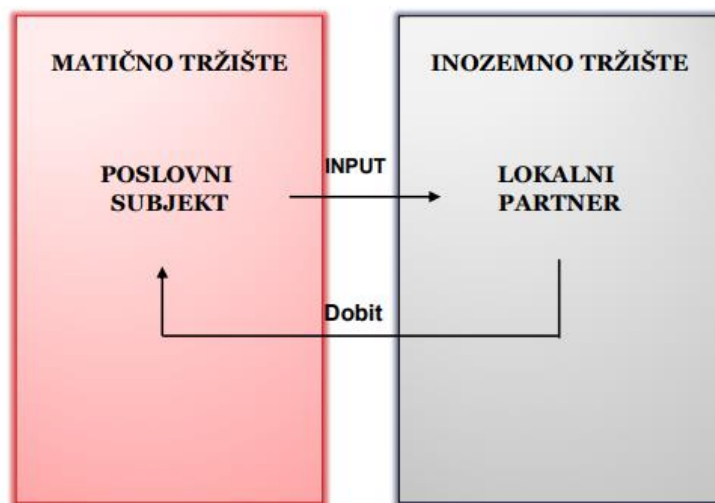 MATIČNO TRŽIŠTE
INOZEMNO TRŽIŠTE
POSLOVNI
SUBJEKT
INPUT
LOKALNI
PARTNER
Dobit